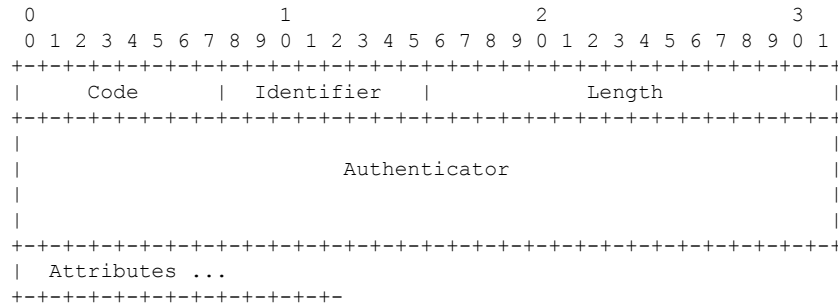 0                   1                   2                   3
 0 1 2 3 4 5 6 7 8 9 0 1 2 3 4 5 6 7 8 9 0 1 2 3 4 5 6 7 8 9 0 1
+-+-+-+-+-+-+-+-+-+-+-+-+-+-+-+-+-+-+-+-+-+-+-+-+-+-+-+-+-+-+-+-+
|     Code      |  Identifier   |            Length             |
+-+-+-+-+-+-+-+-+-+-+-+-+-+-+-+-+-+-+-+-+-+-+-+-+-+-+-+-+-+-+-+-+
|                                                               |
|                         Authenticator                         |
|                                                               |
|                                                               |
+-+-+-+-+-+-+-+-+-+-+-+-+-+-+-+-+-+-+-+-+-+-+-+-+-+-+-+-+-+-+-+-+
|  Attributes ...
+-+-+-+-+-+-+-+-+-+-+-+-+-